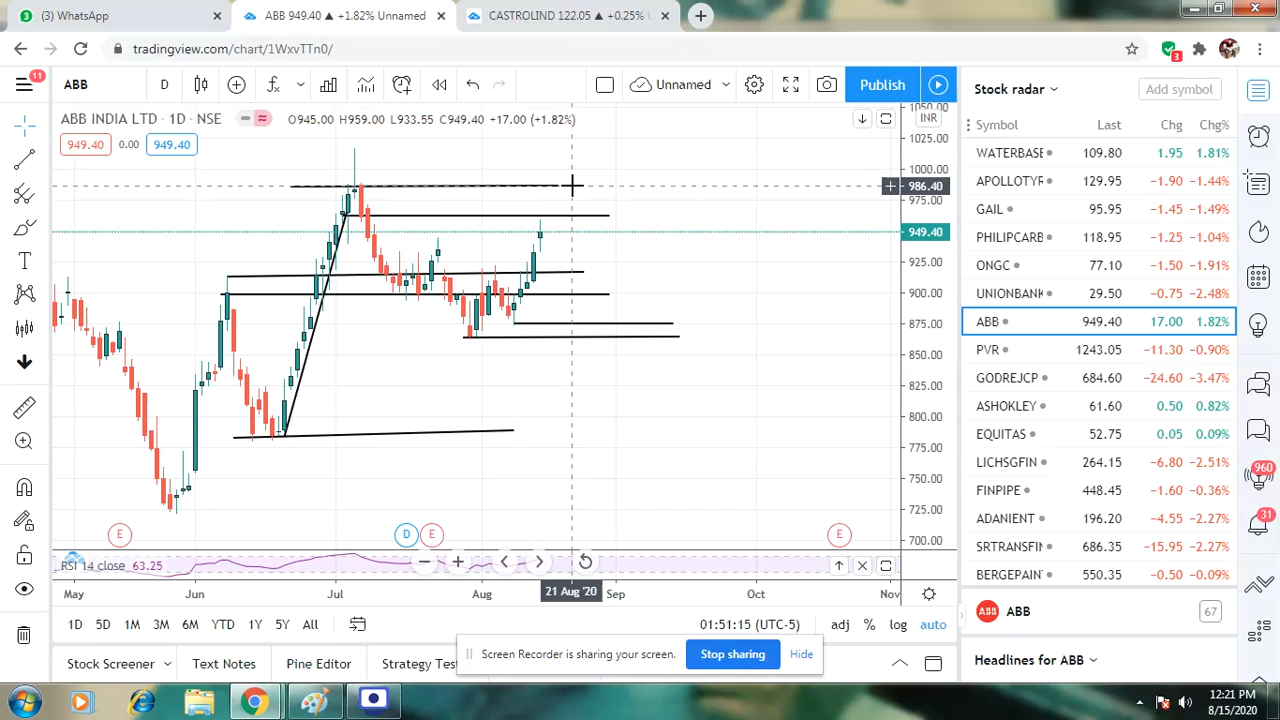 (3) WhatsApp
ABB 949.40 ▲ +1.82% Unnamed
CASTROLIND 122.05 ▲ +0.25%
tradingview.com/chart/1WxvTTn0/
3
11
ABB
D
Unnamed
Publish
Stock radar
Add symbol
ABB INDIA LTD · 1D · NSE
O945.00 H959.00 L933.55 C949.40 +17.00 (+1.82%)
949.40 0.00 949.40
1050.00
INR
1025.00
1000.00
986.40
975.00
949.40
925.00
900.00
875.00
850.00
825.00
800.00
775.00
750.00
725.00
700.00
E
D
E
E
RSI 14 close 63.25
May Jun Jul Aug 21 Aug '20 Sep Oct Nov
1D 5D 1M 3M 6M YTD 1Y 5Y All
01:51:15 (UTC-5)
adj % log auto
Screen Recorder is sharing your screen.
Stop sharing
Hide
Stock Screener
Text Notes
Pine Editor
Strategy Test
Symbol Last Chg Chg%
WATERBASE 109.80 1.95 1.81%
APOLLOTYR 129.95 −1.90 −1.44%
GAIL 95.95 −1.45 −1.49%
PHILIPCARB 118.95 −1.25 −1.04%
ONGC 77.10 −1.50 −1.91%
UNIONBANK 29.50 −0.75 −2.48%
ABB 949.40 17.00 1.82%
PVR 1243.05 −11.30 −0.90%
GODREJCP 684.60 −24.60 −3.47%
ASHOKLEY 61.60 0.50 0.82%
EQUITAS 52.75 0.05 0.09%
LICHSGFIN 264.15 −6.80 −2.51%
FINPIPE 448.45 −1.60 −0.36%
ADANIENT 196.20 −4.55 −2.27%
SRTRANSFIN 686.35 −15.95 −2.27%
BERGEPAIN 550.35 −0.50 −0.09%
ABB ABB 67
Headlines for ABB
960
31
12:21 PM
8/15/2020